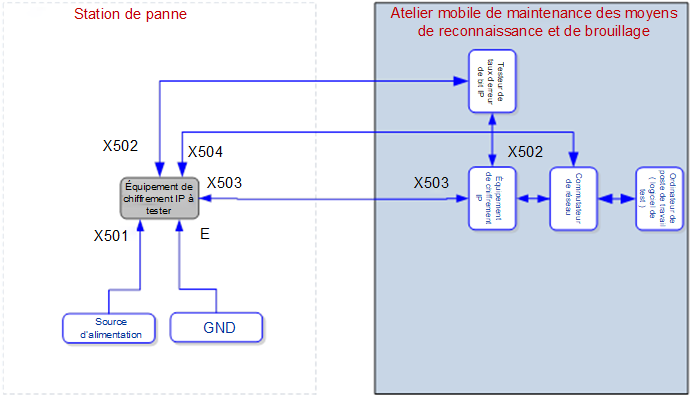 Station de panne
Atelier mobile de maintenance des moyens
de reconnaissance et de brouillage
Testeur de
taux d'erreur
de bit IP
X502
X504
X502
X503
X503
Équipement de
chiffrement IP à
tester
Équipement
de chiffrement
IP
Commutateur
de réseau
Ordinateur de
poste de travail
( logiciel de
test )
X501
E
Source
d'alimentation
GND